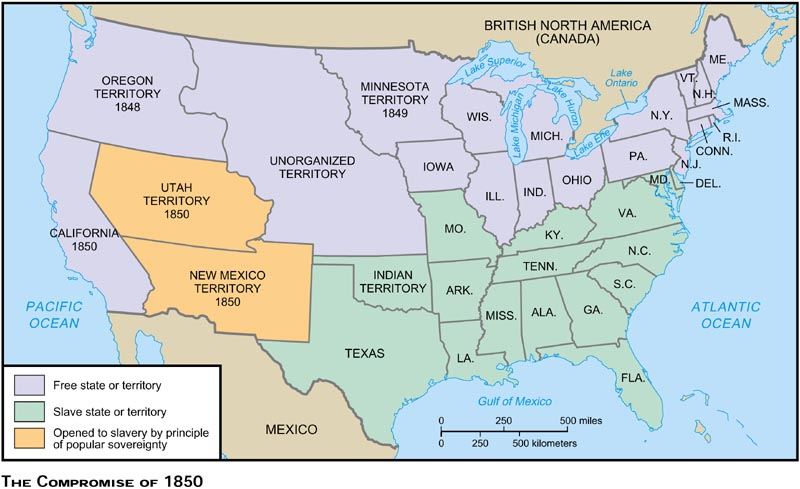 BRITISH NORTH AMERICA
(CANADA)
OREGON
TERRITORY
1848
MINNESOTA
TERRITORY
1849
Lake Superior
Lake Michigan
Lake Huron
Lake
Ontario
Lake Erie
ME.
VT.
N.H.
MASS.
R.I.
CONN.
N.Y.
WIS.
MICH.
PA.
N.J.
UNORGANIZED
TERRITORY
IOWA
ILL.
IND.
OHIO
MD.
DEL.
UTAH
TERRITORY
1850
CALIFORNIA
1850
MO.
KY.
VA.
N.C.
TENN.
NEW MEXICO
TERRITORY
1850
INDIAN
TERRITORY
ARK.
S.C.
MISS.
ALA.
GA.
PACIFIC
OCEAN
ATLANTIC
OCEAN
TEXAS
LA.
FLA.
Gulf of Mexico
MEXICO
Free state or territory
Slave state or territory
Opened to slavery by principle
of popular sovereignty
0 250 500 miles
0 250 500 kilometers
THE COMPROMISE OF 1850